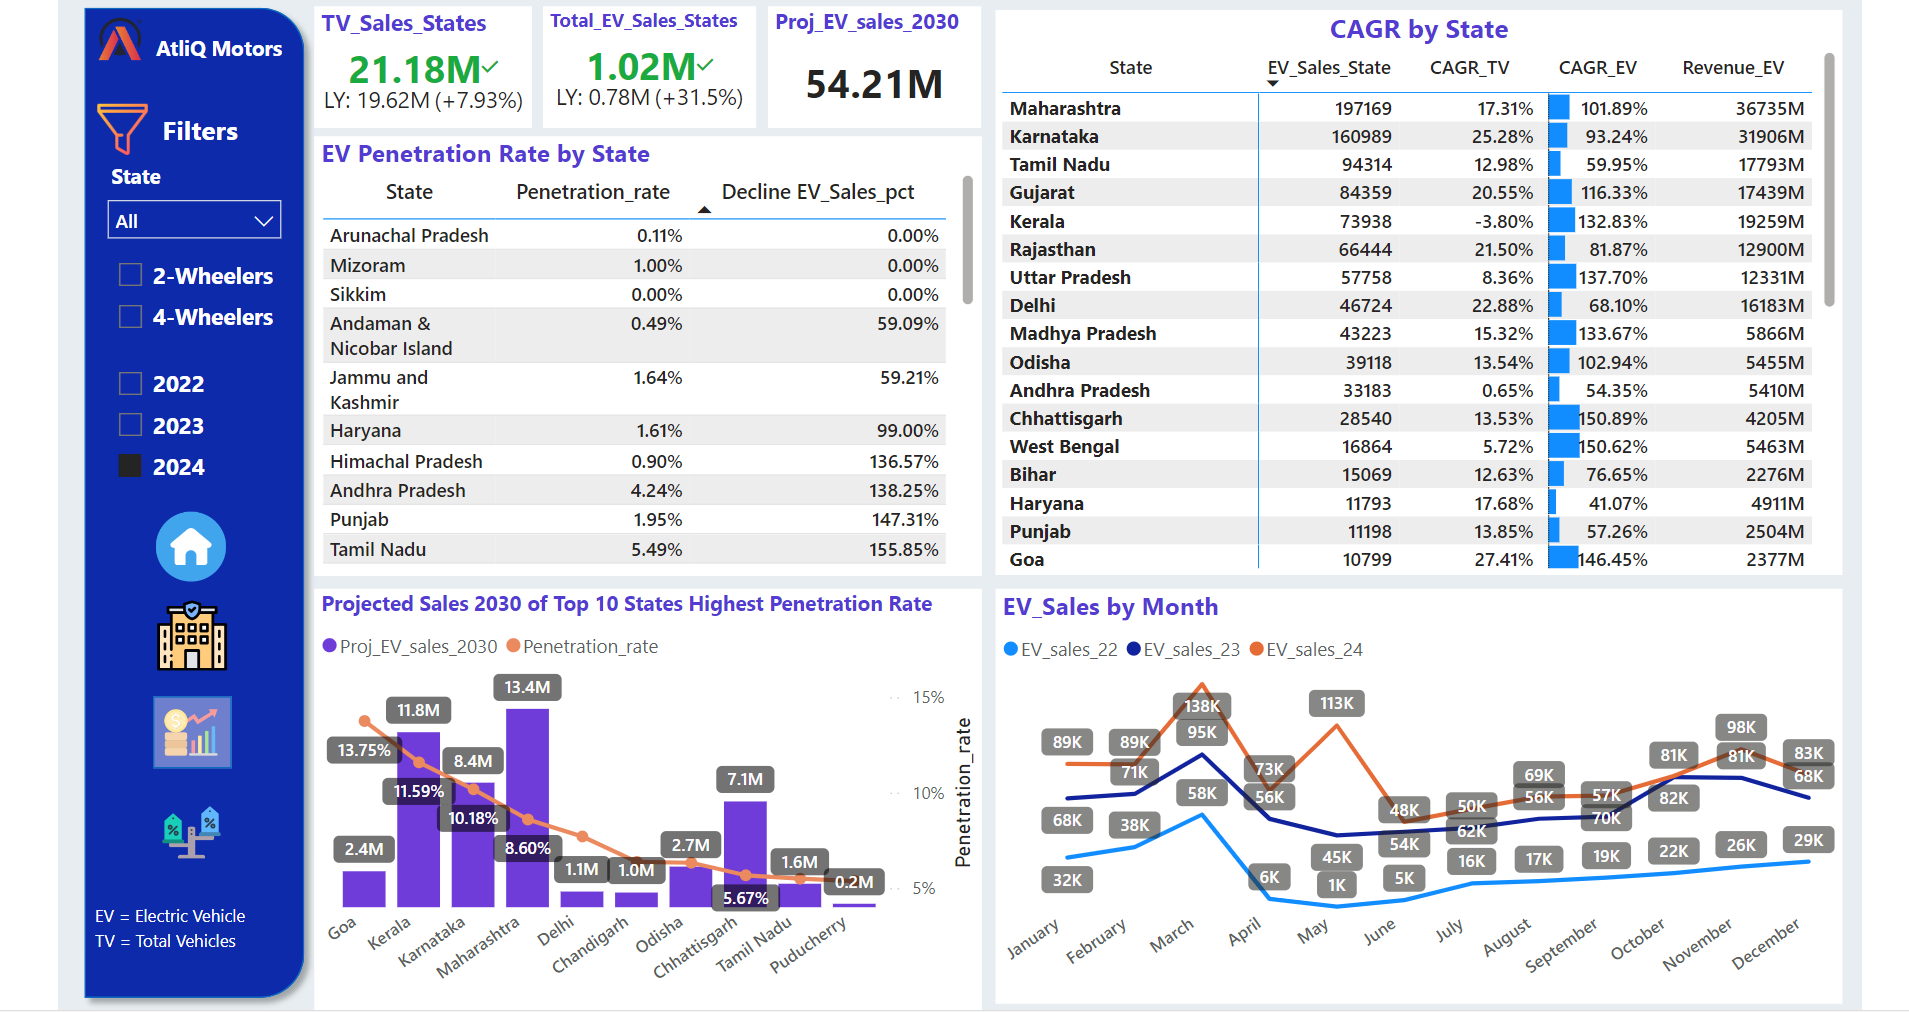 AtliQ Motors
Filters
State
All
2-Wheelers
4-Wheelers
2022
2023
2024
EV = Electric Vehicle
TV = Total Vehicles
TV_Sales_States
21.18M
LY: 19.62M (+7.93%)
Total_EV_Sales_States
1.02M
LY: 0.78M (+31.5%)
Proj_EV_sales_2030
54.21M
EV Penetration Rate by State
State Penetration_rate Decline EV_Sales_pct
Arunachal Pradesh 0.11% 0.00%
Mizoram 1.00% 0.00%
Sikkim 0.00% 0.00%
Andaman & 0.49% 59.09%
Nicobar Island
Jammu and 1.64% 59.21%
Kashmir
Haryana 1.61% 99.00%
Himachal Pradesh 0.90% 136.57%
Andhra Pradesh 4.24% 138.25%
Punjab 1.95% 147.31%
Tamil Nadu 5.49% 155.85%
CAGR by State
State EV_Sales_State CAGR_TV CAGR_EV Revenue_EV
Maharashtra 197169 17.31% 101.89% 36735M
Karnataka 160989 25.28% 93.24% 31906M
Tamil Nadu 94314 12.98% 59.95% 17793M
Gujarat 84359 20.55% 116.33% 17439M
Kerala 73938 -3.80% 132.83% 19259M
Rajasthan 66444 21.50% 81.87% 12900M
Uttar Pradesh 57758 8.36% 137.70% 12331M
Delhi 46724 22.88% 68.10% 16183M
Madhya Pradesh 43223 15.32% 133.67% 5866M
Odisha 39118 13.54% 102.94% 5455M
Andhra Pradesh 33183 0.65% 54.35% 5410M
Chhattisgarh 28540 13.53% 150.89% 4205M
West Bengal 16864 5.72% 150.62% 5463M
Bihar 15069 12.63% 76.65% 2276M
Haryana 11793 17.68% 41.07% 4911M
Punjab 11198 13.85% 57.26% 2504M
Goa 10799 27.41% 146.45% 2377M
Projected Sales 2030 of Top 10 States Highest Penetration Rate
Proj_EV_sales_2030 Penetration_rate
2.4M 11.8M 8.4M 13.4M 1.1M 1.0M 2.7M 7.1M 1.6M 0.2M
13.75% 11.59% 10.18% 8.60% 5.67%
15%
10%
5%
Penetration_rate
Goa Kerala Karnataka Maharashtra Delhi Chandigarh Odisha Chhattisgarh Tamil Nadu Puducherry
EV_Sales by Month
EV_sales_22 EV_sales_23 EV_sales_24
89K 89K 138K 73K 113K 48K 50K 69K 57K 81K 98K 83K
68K 71K 95K 56K 45K 54K 62K 56K 70K 82K 81K 68K
32K 38K 58K 6K 1K 5K 16K 17K 19K 22K 26K 29K
January February March April May June July August September October November December